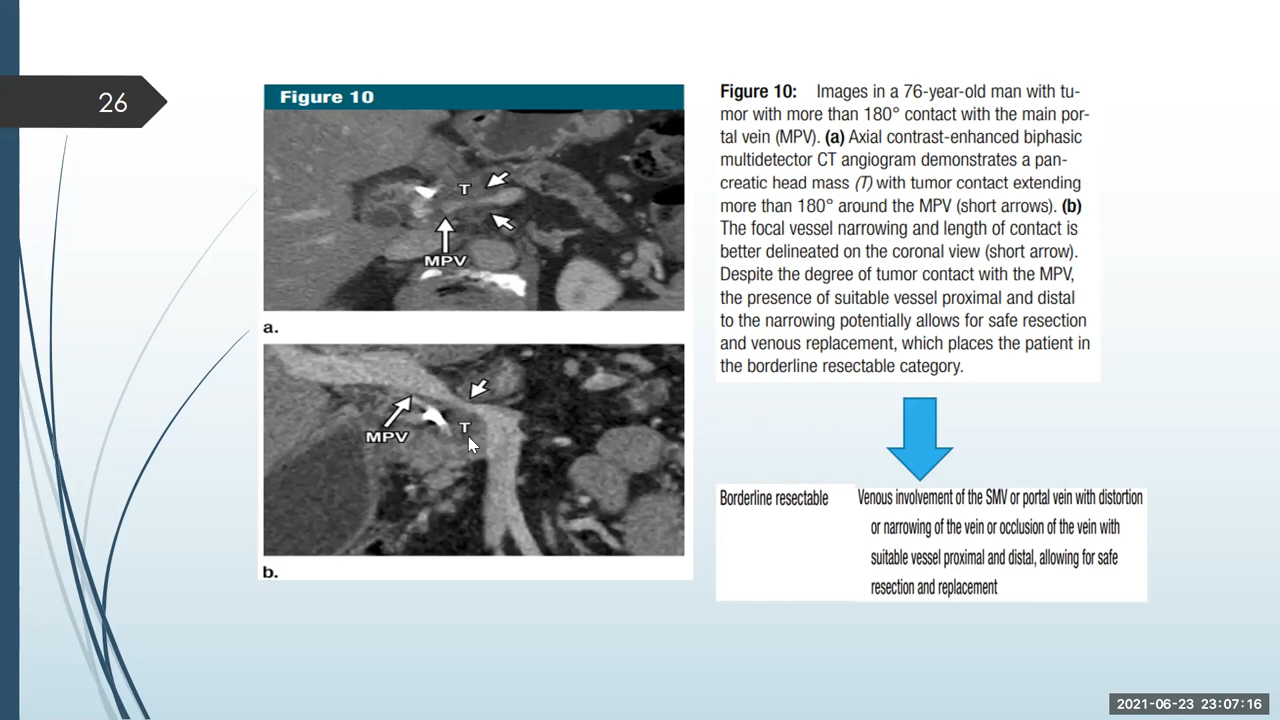 26
Figure 10
T
MPV
a.
MPV
T
b.
Figure 10: Images in a 76-year-old man with tu-
mor with more than 180° contact with the main por-
tal vein (MPV). (a) Axial contrast-enhanced biphasic
multidetector CT angiogram demonstrates a pan-
creatic head mass (T) with tumor contact extending
more than 180° around the MPV (short arrows). (b)
The focal vessel narrowing and length of contact is
better delineated on the coronal view (short arrow).
Despite the degree of tumor contact with the MPV,
the presence of suitable vessel proximal and distal
to the narrowing potentially allows for safe resection
and venous replacement, which places the patient in
the borderline resectable category.
Borderline resectable Venous involvement of the SMV or portal vein with distortion
or narrowing of the vein or occlusion of the vein with
suitable vessel proximal and distal, allowing for safe
resection and replacement
2021-06-23 23:07:16